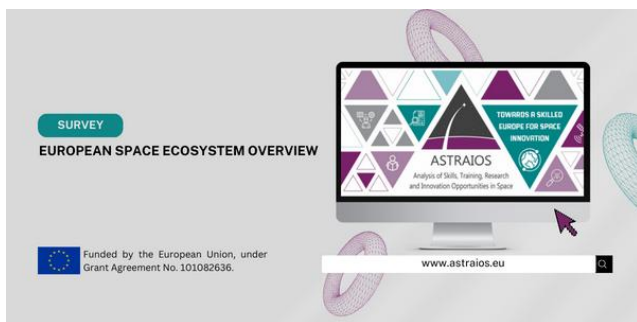 SURVEY
EUROPEAN SPACE ECOSYSTEM OVERVIEW
TOWARDS A SKILLED
EUROPE FOR SPACE
INNOVATION
ASTRAIOS
Analysis of Skills, Training, Research
and Innovation Opportunities in Space
Funded by the European Union, under
Grant Agreement No. 101082636.
www.astraios.eu